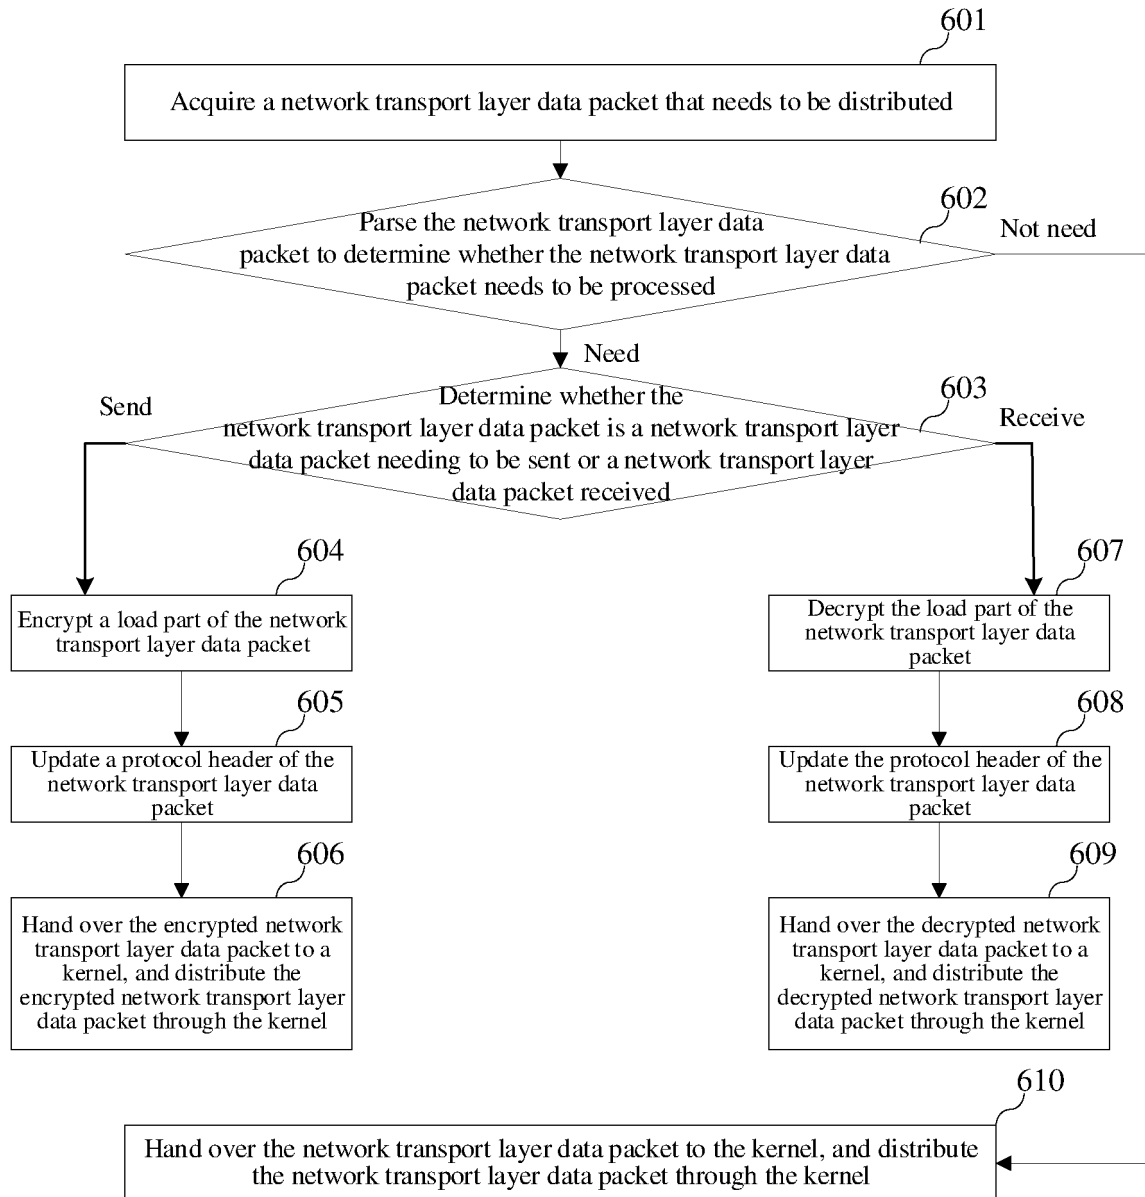 601
Acquire a network transport layer data packet that needs to be distributed
602
Parse the network transport layer data
packet to determine whether the network transport layer data
packet needs to be processed
Not need
Need
Send
Determine whether the
network transport layer data packet is a network transport layer
data packet needing to be sent or a network transport layer
data packet received
603
Receive
604
Encrypt a load part of the network
transport layer data packet
605
Update a protocol header of the
network transport layer data
packet
606
Hand over the encrypted network
transport layer data packet to a
kernel, and distribute the
encrypted network transport layer
data packet through the kernel
607
Decrypt the load part of the
network transport layer data
packet
608
Update the protocol header of the
network transport layer data
packet
609
Hand over the decrypted network
transport layer data packet to a
kernel, and distribute the
decrypted network transport layer
data packet through the kernel
610
Hand over the network transport layer data packet to the kernel, and distribute
the network transport layer data packet through the kernel